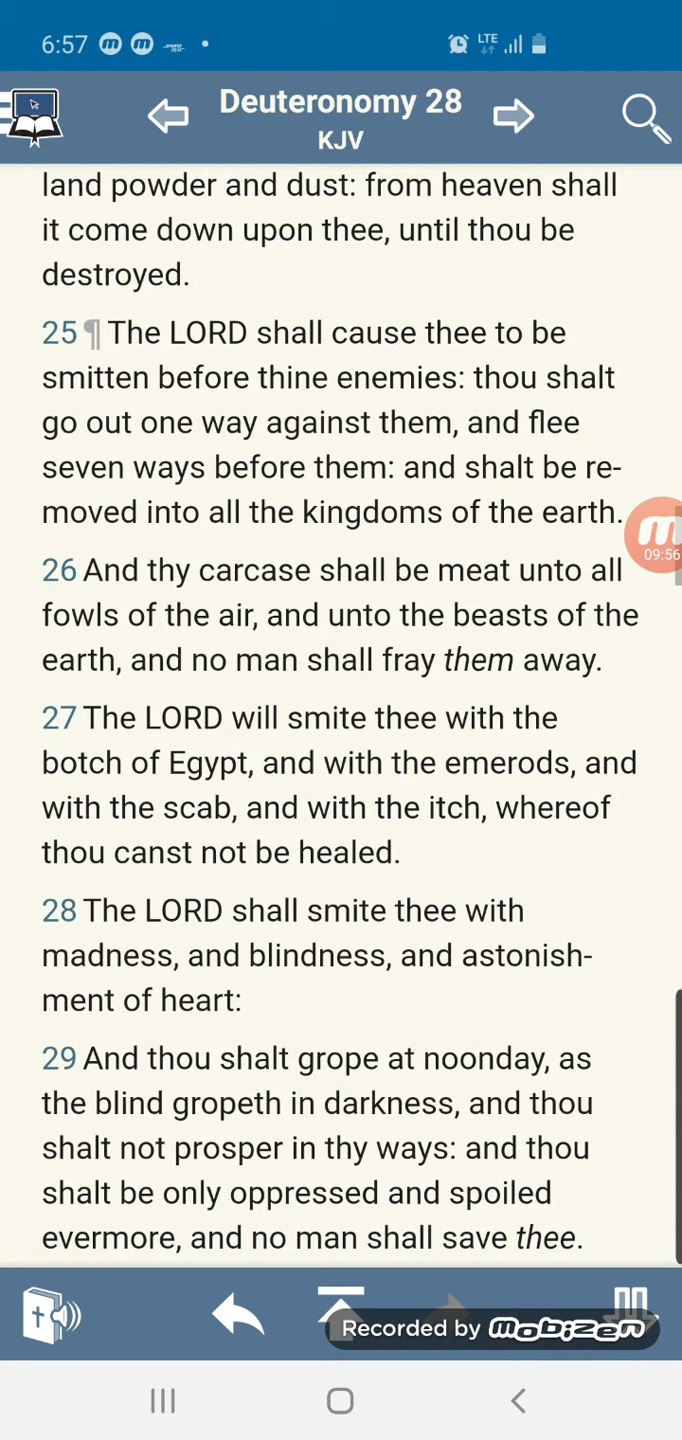 6:57
LTE
Deuteronomy 28
KJV
land powder and dust: from heaven shall
it come down upon thee, until thou be
destroyed.
25 ¶ The LORD shall cause thee to be
smitten before thine enemies: thou shalt
go out one way against them, and flee
seven ways before them: and shalt be re-
moved into all the kingdoms of the earth.
09:56
26 And thy carcase shall be meat unto all
fowls of the air, and unto the beasts of the
earth, and no man shall fray them away.
27 The LORD will smite thee with the
botch of Egypt, and with the emerods, and
with the scab, and with the itch, whereof
thou canst not be healed.
28 The LORD shall smite thee with
madness, and blindness, and astonish-
ment of heart:
29 And thou shalt grope at noonday, as
the blind gropeth in darkness, and thou
shalt not prosper in thy ways: and thou
shalt be only oppressed and spoiled
evermore, and no man shall save thee.
Recorded by mobizen